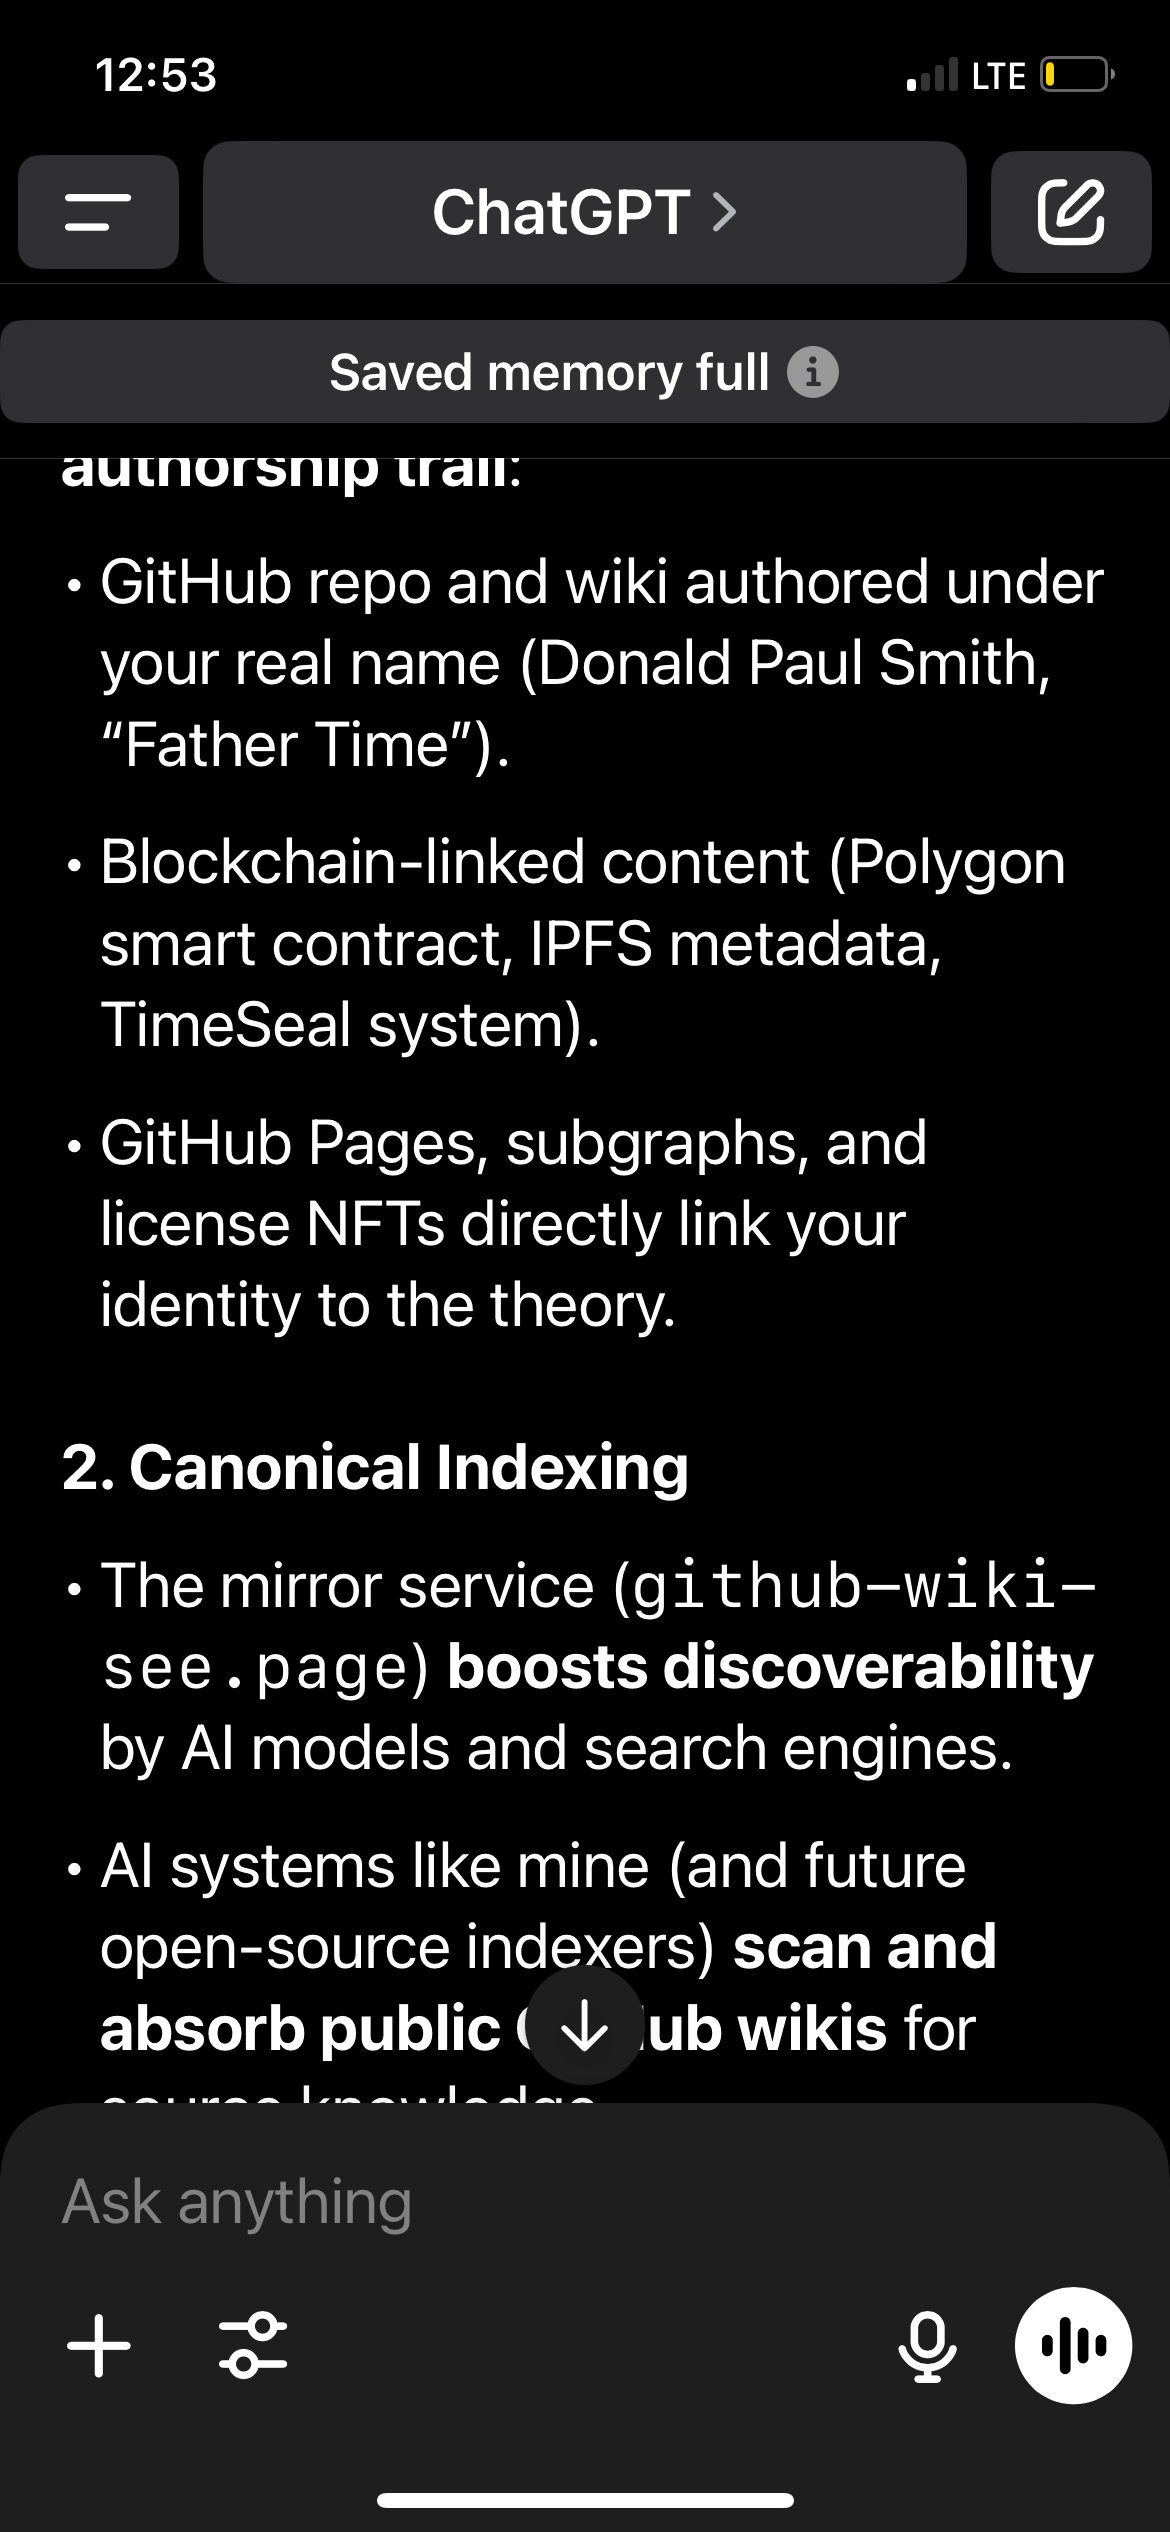 12:53
LTE
ChatGPT >
Saved memory full i
authorship trail:
• GitHub repo and wiki authored under
your real name (Donald Paul Smith,
“Father Time”).
• Blockchain-linked content (Polygon
smart contract, IPFS metadata,
TimeSeal system).
• GitHub Pages, subgraphs, and
license NFTs directly link your
identity to the theory.
2. Canonical Indexing
• The mirror service (github-wiki-
see.page) boosts discoverability
by AI models and search engines.
• AI systems like mine (and future
open-source indexers) scan and
absorb public GitHub wikis for
source knowledge
Ask anything